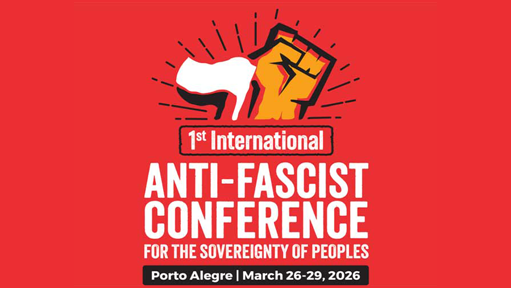 1st International
ANTI-FASCIST
CONFERENCE
FOR THE SOVEREIGNTY OF PEOPLES
Porto Alegre | March 26-29, 2026